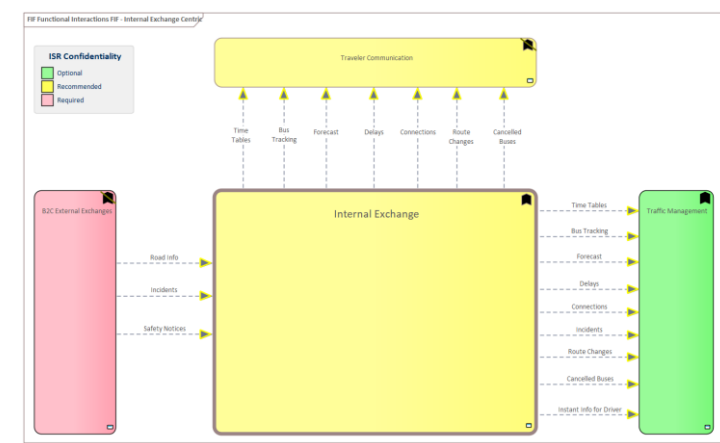 FIF Functional Interactions FIF - Internal Exchange Centric
ISR Confidentiality
Optional
Recommended
Required
Traveler Communication
Time
Tables
Bus
Tracking
Forecast
Delays
Connections
Route
Changes
Cancelled
Buses
B2C External Exchanges
Road Info
Incidents
Safety Notices
Internal Exchange
Time Tables
Bus Tracking
Forecast
Delays
Connections
Incidents
Route Changes
Cancelled Buses
Instant Info for Driver
Traffic Management